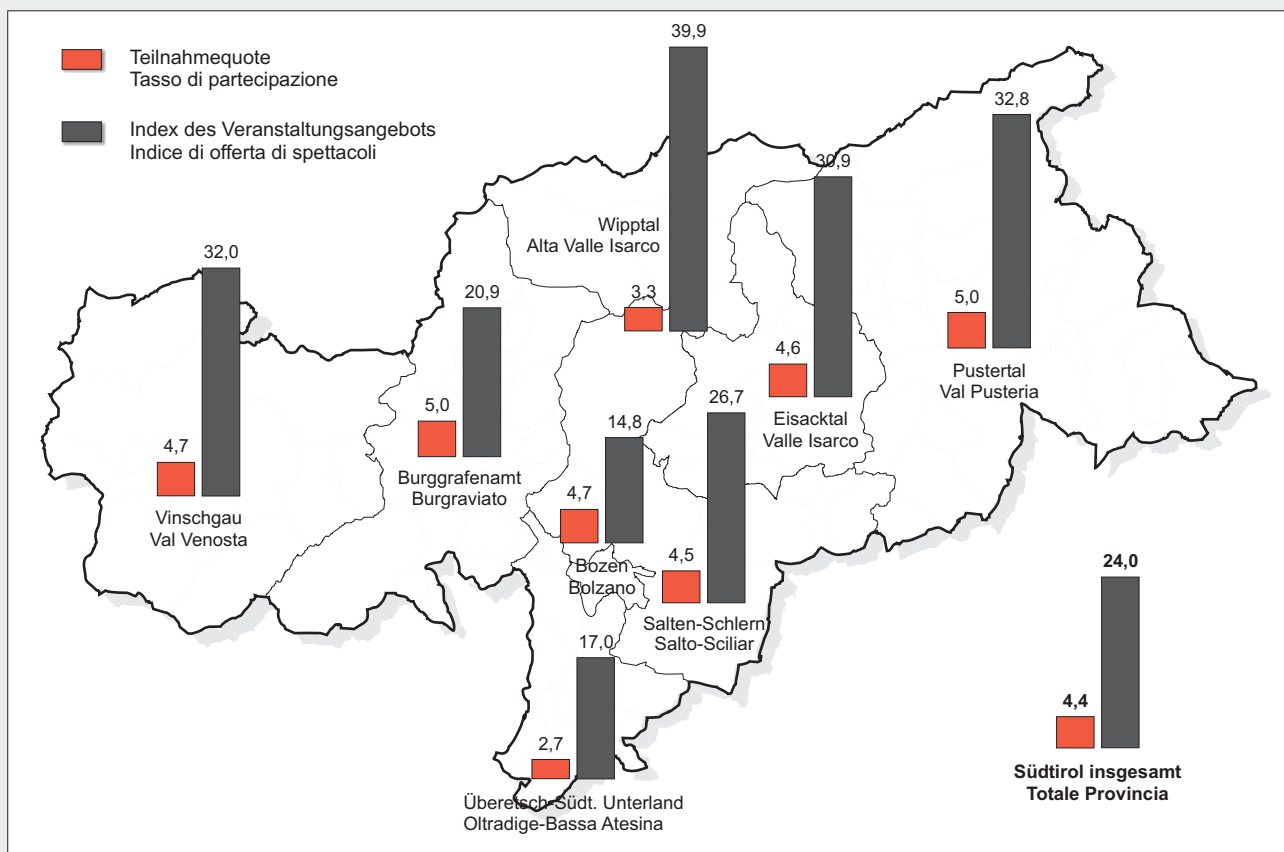 Teilnahmequote
Tasso di partecipazione
Index des Veranstaltungsangebots
Indice di offerta di spettacoli
39,9
3,3
Wipptal
Alta Valle Isarco
32,8
5,0
Pustertal
Val Pusteria
30,9
4,6
Eisacktal
Valle Isarco
32,0
4,7
Vinschgau
Val Venosta
20,9
5,0
Burggrafenamt
Burgraviato
14,8
4,7
Bozen
Bolzano
26,7
4,5
Salten-Schlern
Salto-Sciliar
17,0
2,7
Überetsch-Südt. Unterland
Oltradige-Bassa Atesina
24,0
4,4
Südtirol insgesamt
Totale Provincia